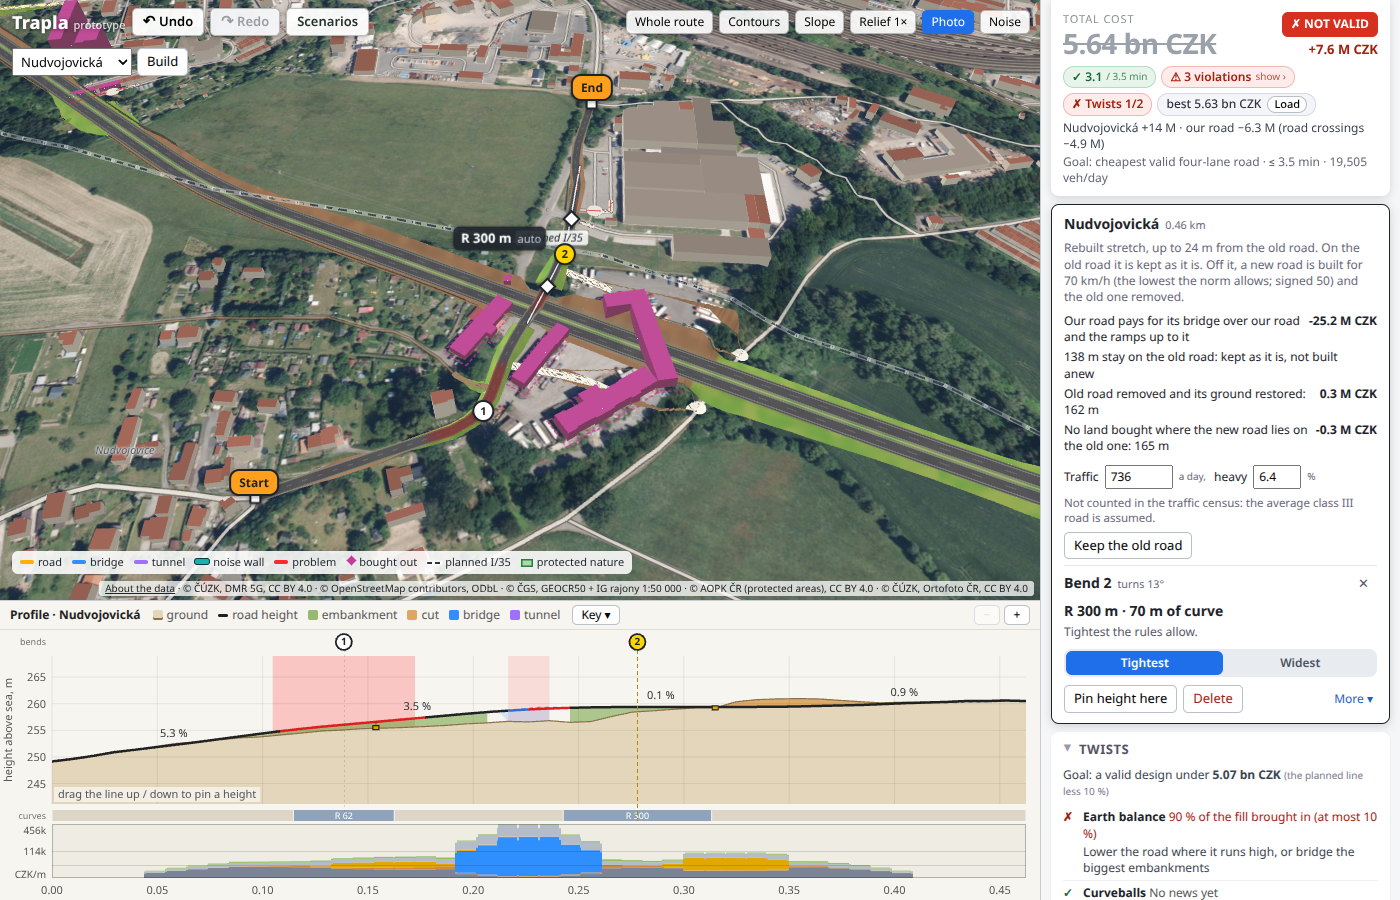 Trapla prototype
↶ Undo
↷ Redo
Scenarios
Whole route
Contours
Slope
Relief 1×
Photo
Noise
Nudvojovická
Build
End
R 300 m auto
ned I/35
2
1
Nudvojovice
Start
road
bridge
tunnel
noise wall
problem
bought out
planned I/35
protected nature
About the data · © ČÚZK, DMR 5G, CC BY 4.0 · © OpenStreetMap contributors, ODbL · © ČGS, GEOCR50 + IG rajony 1:50 000 · © AOPK ČR (protected areas), CC BY 4.0 · © ČÚZK, Ortofoto ČR, CC BY 4.0
Profile · Nudvojovická
ground
road height
embankment
cut
bridge
tunnel
Key ▾
−
+
bends
1
2
height above sea, m
265
260
255
250
245
5.3 %
3.5 %
0.1 %
0.9 %
drag the line up / down to pin a height
curves
R 62
R 300
456k
114k
CZK/m
0.00 0.05 0.10 0.15 0.20 0.25 0.30 0.35 0.40 0.45
TOTAL COST
✗ NOT VALID
5.64 bn CZK
+7.6 M CZK
✓ 3.1 / 3.5 min
⚠ 3 violations show ›
✗ Twists 1/2
best 5.63 bn CZK Load
Nudvojovická +14 M · our road −6.3 M (road crossings
−4.9 M)
Goal: cheapest valid four-lane road · ≤ 3.5 min · 19,505
veh/day
Nudvojovická 0.46 km
Rebuilt stretch, up to 24 m from the old road. On the
old road it is kept as it is. Off it, a new road is built for
70 km/h (the lowest the norm allows; signed 50) and
the old one removed.
Our road pays for its bridge over our road -25.2 M CZK
and the ramps up to it
138 m stay on the old road: kept as it is, not built
anew
Old road removed and its ground restored: 0.3 M CZK
162 m
No land bought where the new road lies on -0.3 M CZK
the old one: 165 m
Traffic 736 a day, heavy 6.4 %
Not counted in the traffic census: the average class III
road is assumed.
Keep the old road
Bend 2 turns 13°
✕
R 300 m · 70 m of curve
Tightest the rules allow.
Tightest
Widest
Pin height here
Delete
More ▾
▼ TWISTS
Goal: a valid design under 5.07 bn CZK (the planned line
less 10 %)
✗ Earth balance 90 % of the fill brought in (at most 10
%)
Lower the road where it runs high, or bridge the
biggest embankments
✓ Curveballs No news yet